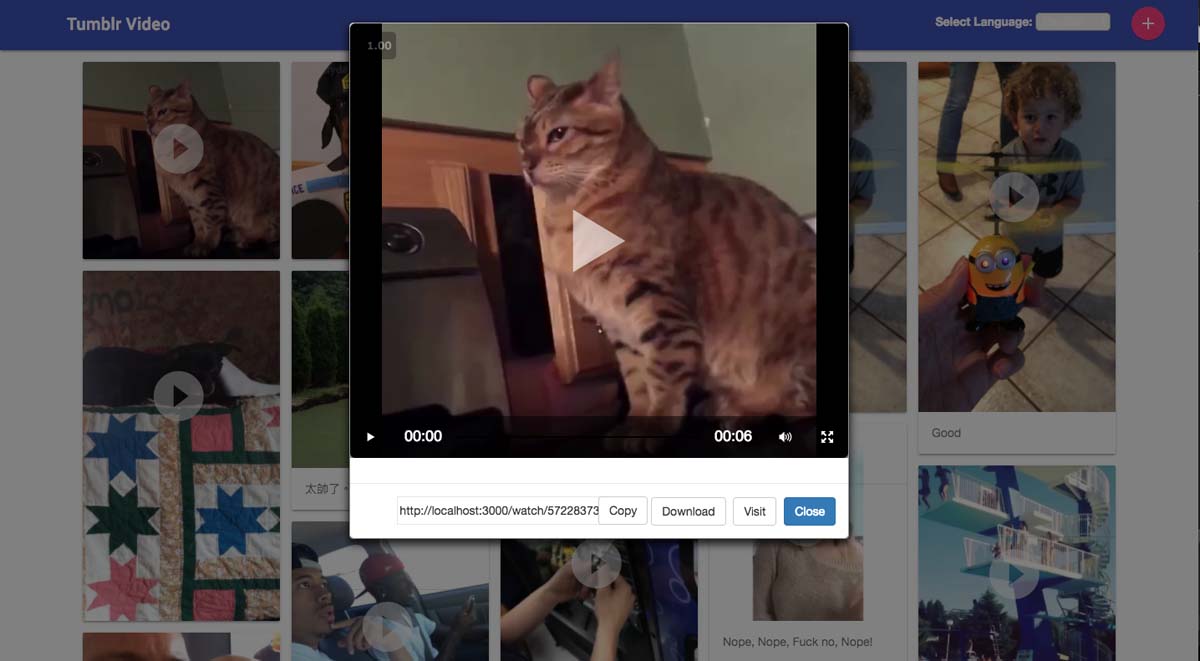 Tumblr Video
Select Language:
+
1.00
00:00
00:06
http://localhost:3000/watch/57228373
Copy
Download
Visit
Close
ACE
太帥了。
Good
Nope, Nope, Fuck no, Nope!